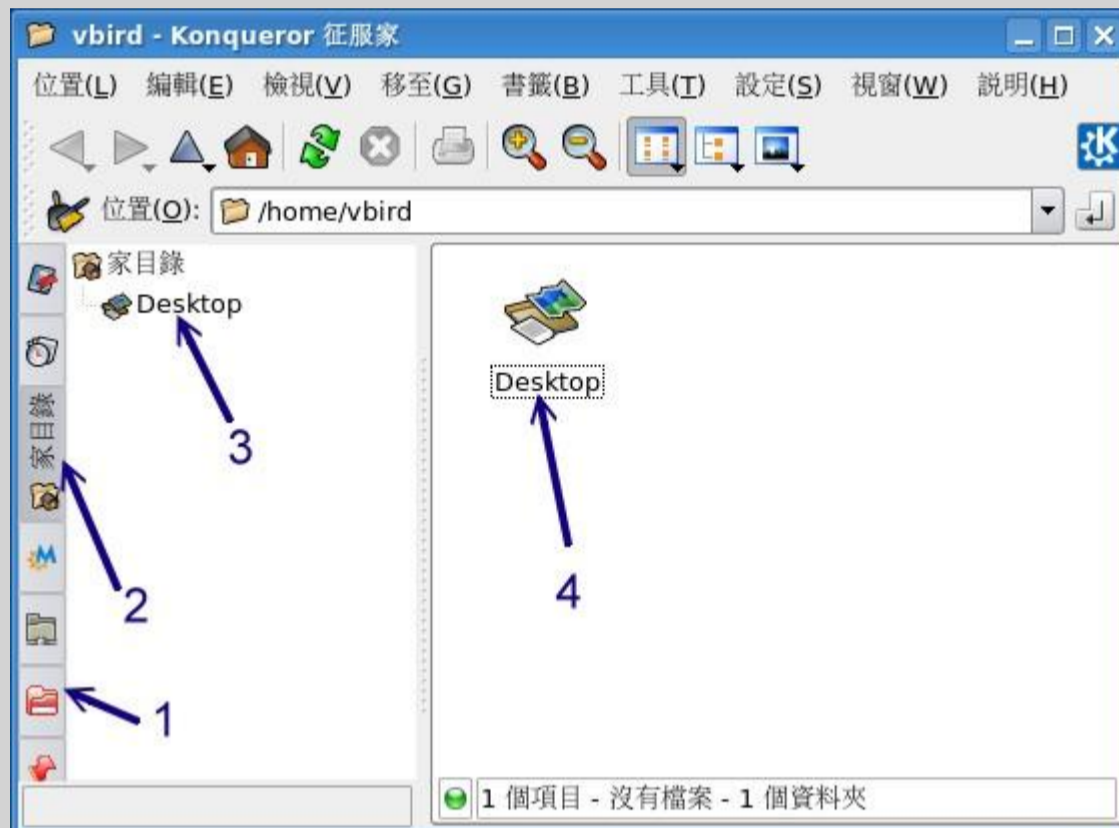 vbird - Konqueror 征服家
位置(L) 編輯(E) 檢視(V) 移至(G) 書籤(B) 工具(T) 設定(S) 視窗(W) 説明(H)
位置(O): /home/vbird
家目錄
Desktop
家目錄
Desktop
3
2
4
1
1 個項目 - 沒有檔案 - 1 個資料夾